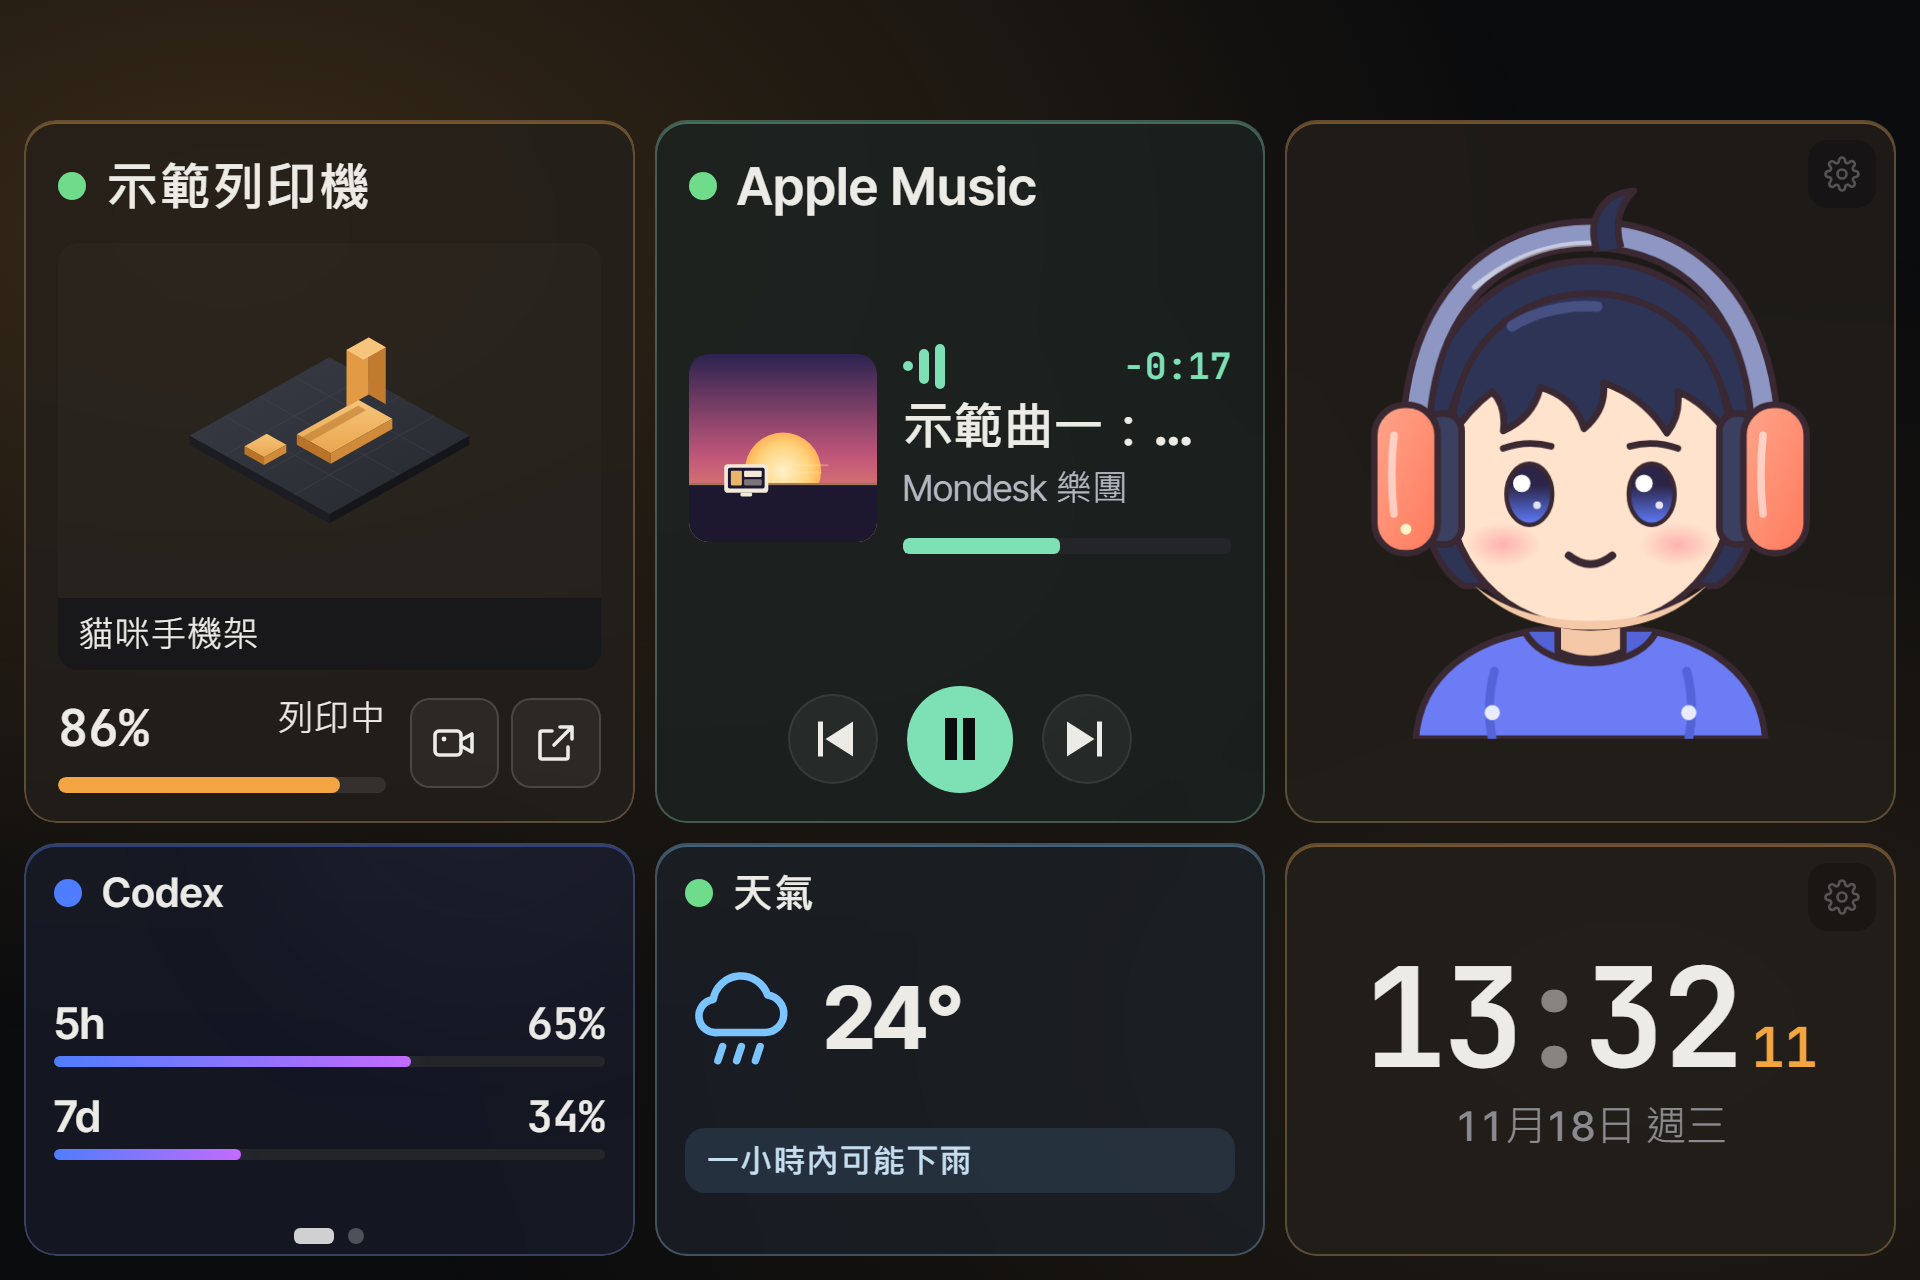 示範列印機
貓咪手機架
86%
列印中
Apple Music
-0:17
示範曲一：...
Mondesk 樂團
Codex
5h 65%
7d 34%
天氣
24°
一小時內可能下雨
13:32 11
11月18日 週三